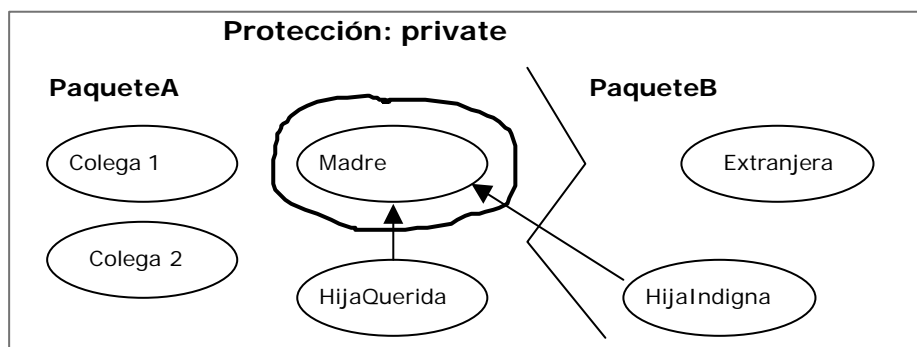 Protección: private
PaqueteA
PaqueteB
Colega 1
Madre
Extranjera
Colega 2
HijaQuerida
HijaIndigna